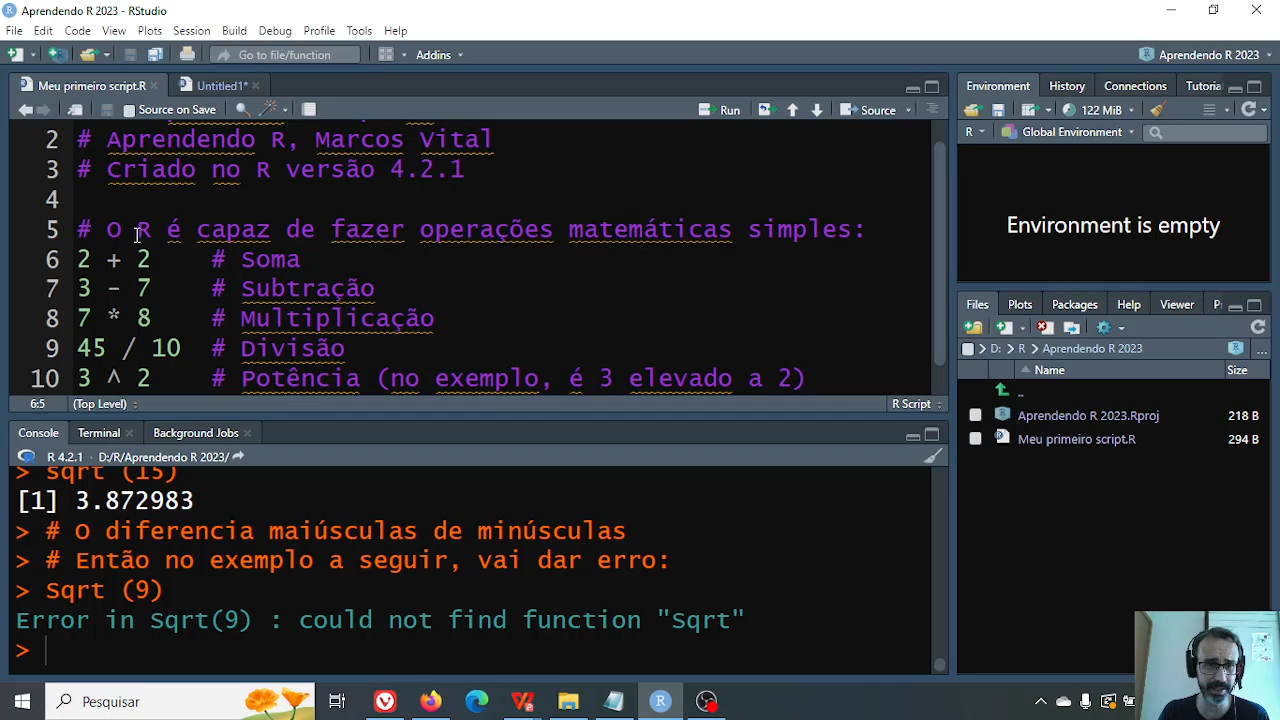 Aprendendo R 2023 - RStudio
File Edit Code View Plots Session Build Debug Profile Tools Help
Go to file/function Addins Aprendendo R 2023
Meu primeiro script.R Untitled1*
Source on Save Run Source
2 # Aprendendo R, Marcos Vital
3 # Criado no R versão 4.2.1
4
5 # O R é capaz de fazer operações matemáticas simples:
6 2 + 2 # Soma
7 3 - 7 # Subtração
8 7 * 8 # Multiplicação
9 45 / 10 # Divisão
10 3 ^ 2 # Potência (no exemplo, é 3 elevado a 2)
6:5 (Top Level) R Script
Console Terminal Background Jobs
R 4.2.1 · D:/R/Aprendendo R 2023/
> sqrt (15)
[1] 3.872983
> # O diferencia maiúsculas de minúsculas
> # Então no exemplo a seguir, vai dar erro:
> Sqrt (9)
Error in Sqrt(9) : could not find function "Sqrt"
>
Environment History Connections Tutoria
122 MiB
R Global Environment
Environment is empty
Files Plots Packages Help Viewer P
D: R Aprendendo R 2023
Name Size
..
Aprendendo R 2023.Rproj 218 B
Meu primeiro script.R 294 B
Pesquisar